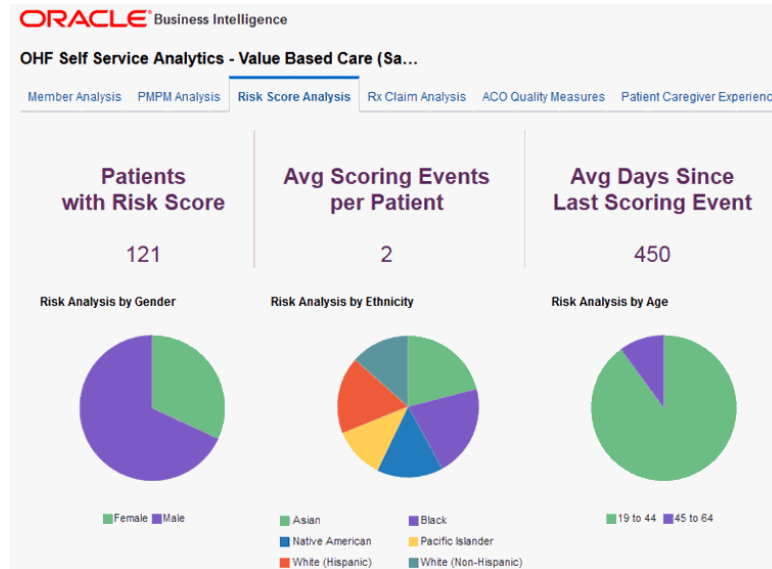 ORACLE® Business Intelligence
OHF Self Service Analytics - Value Based Care (Sa...
Member Analysis PMPM Analysis Risk Score Analysis Rx Claim Analysis ACO Quality Measures Patient Caregiver Experienc
Patients
with Risk Score
121
Avg Scoring Events
per Patient
2
Avg Days Since
Last Scoring Event
450
Risk Analysis by Gender
Female Male
Risk Analysis by Ethnicity
Asian Black
Native American Pacific Islander
White (Hispanic) White (Non-Hispanic)
Risk Analysis by Age
19 to 44 45 to 64